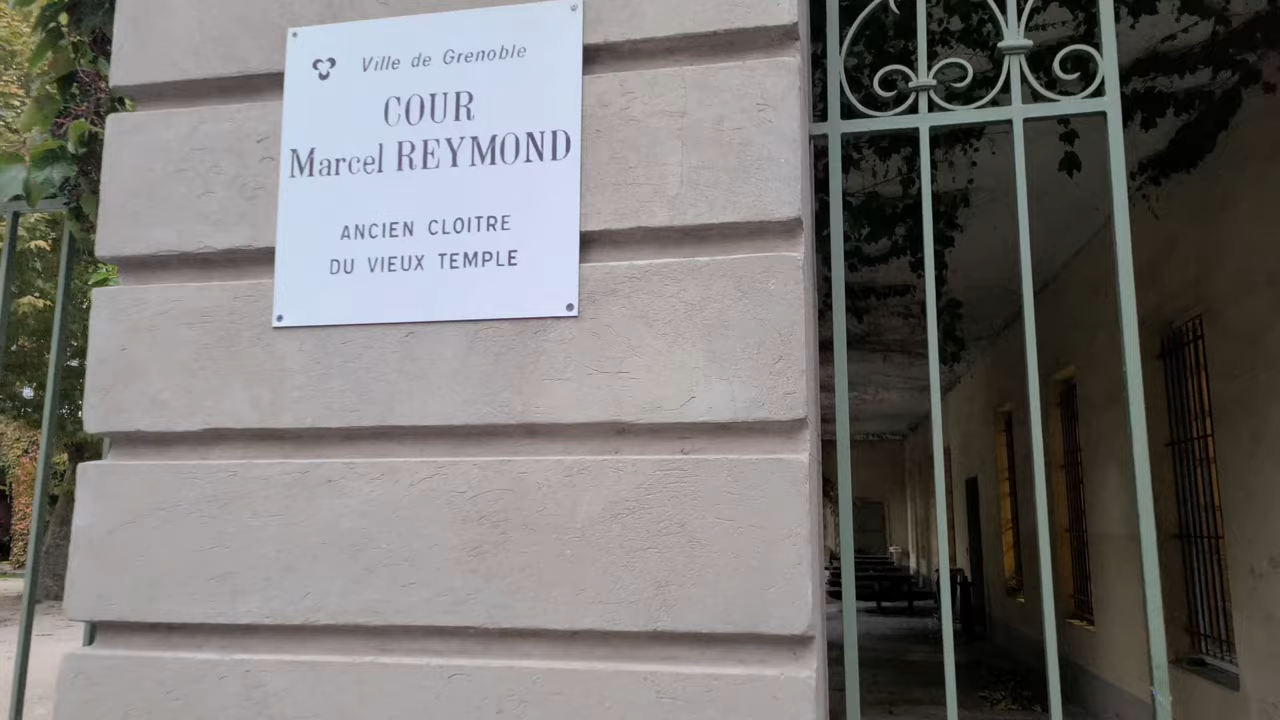 Ville de Grenoble
COUR
Marcel REYMOND
ANCIEN CLOITRE
DU VIEUX TEMPLE